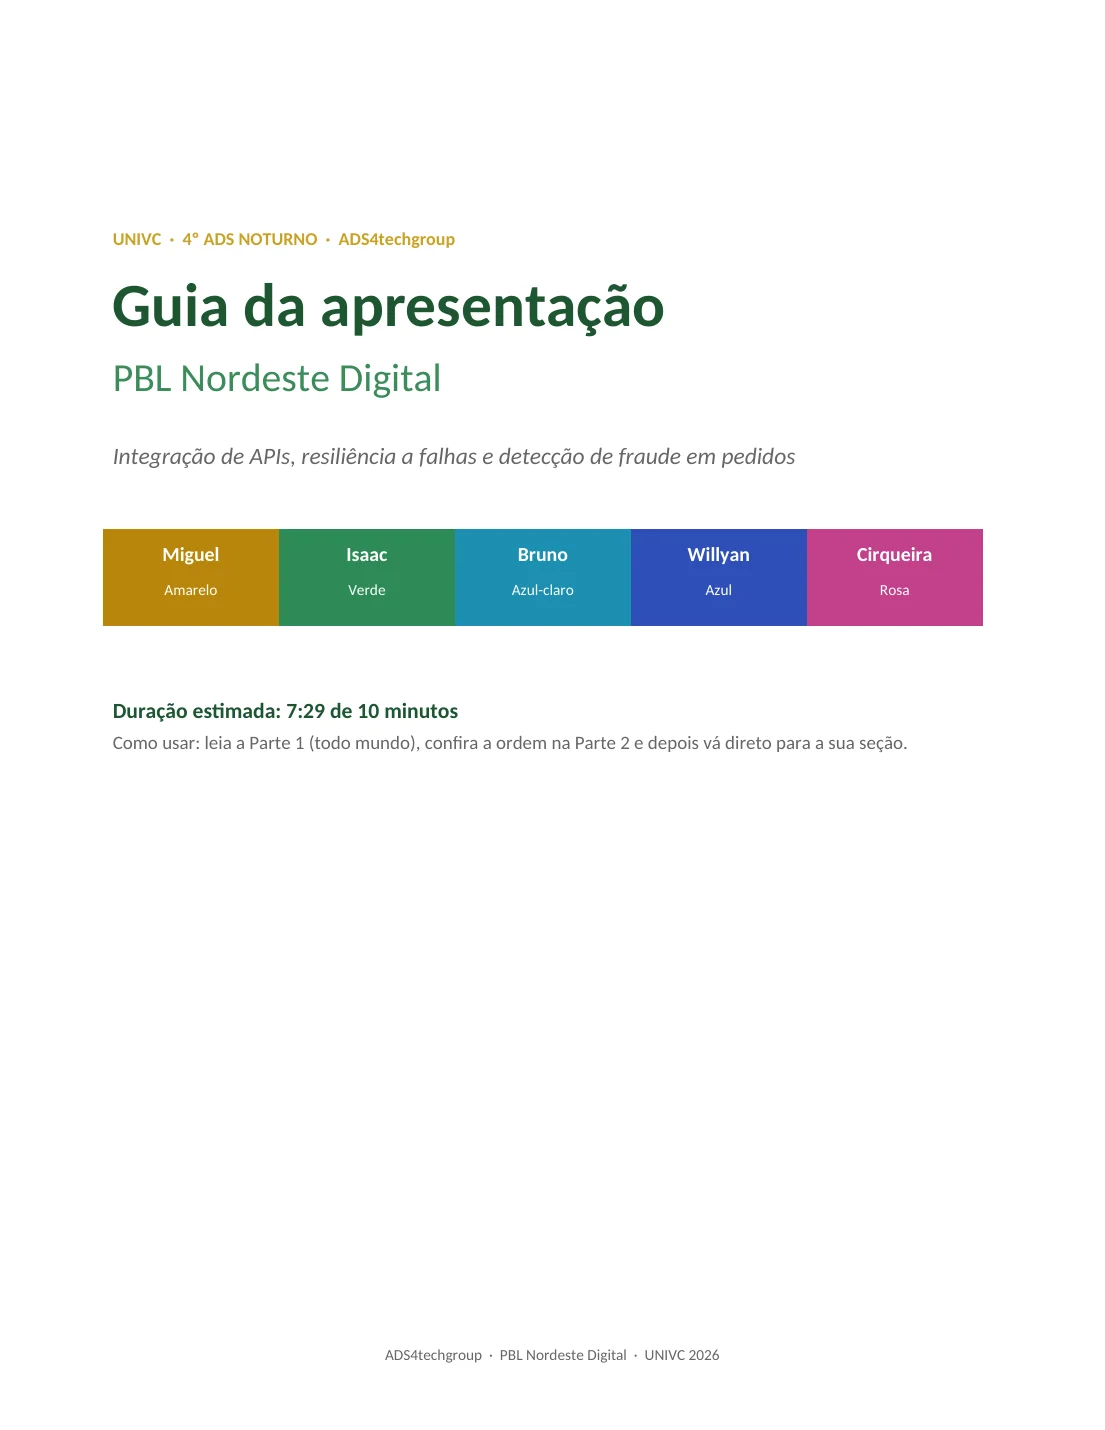 UNIVC · 4º ADS NOTURNO · ADS4techgroup
Guia da apresentação
PBL Nordeste Digital
Integração de APIs, resiliência a falhas e detecção de fraude em pedidos
Miguel Isaac Bruno Willyan Cirqueira
Amarelo Verde Azul-claro Azul Rosa
Duração estimada: 7:29 de 10 minutos
Como usar: leia a Parte 1 (todo mundo), confira a ordem na Parte 2 e depois vá direto para a sua seção.
ADS4techgroup · PBL Nordeste Digital · UNIVC 2026